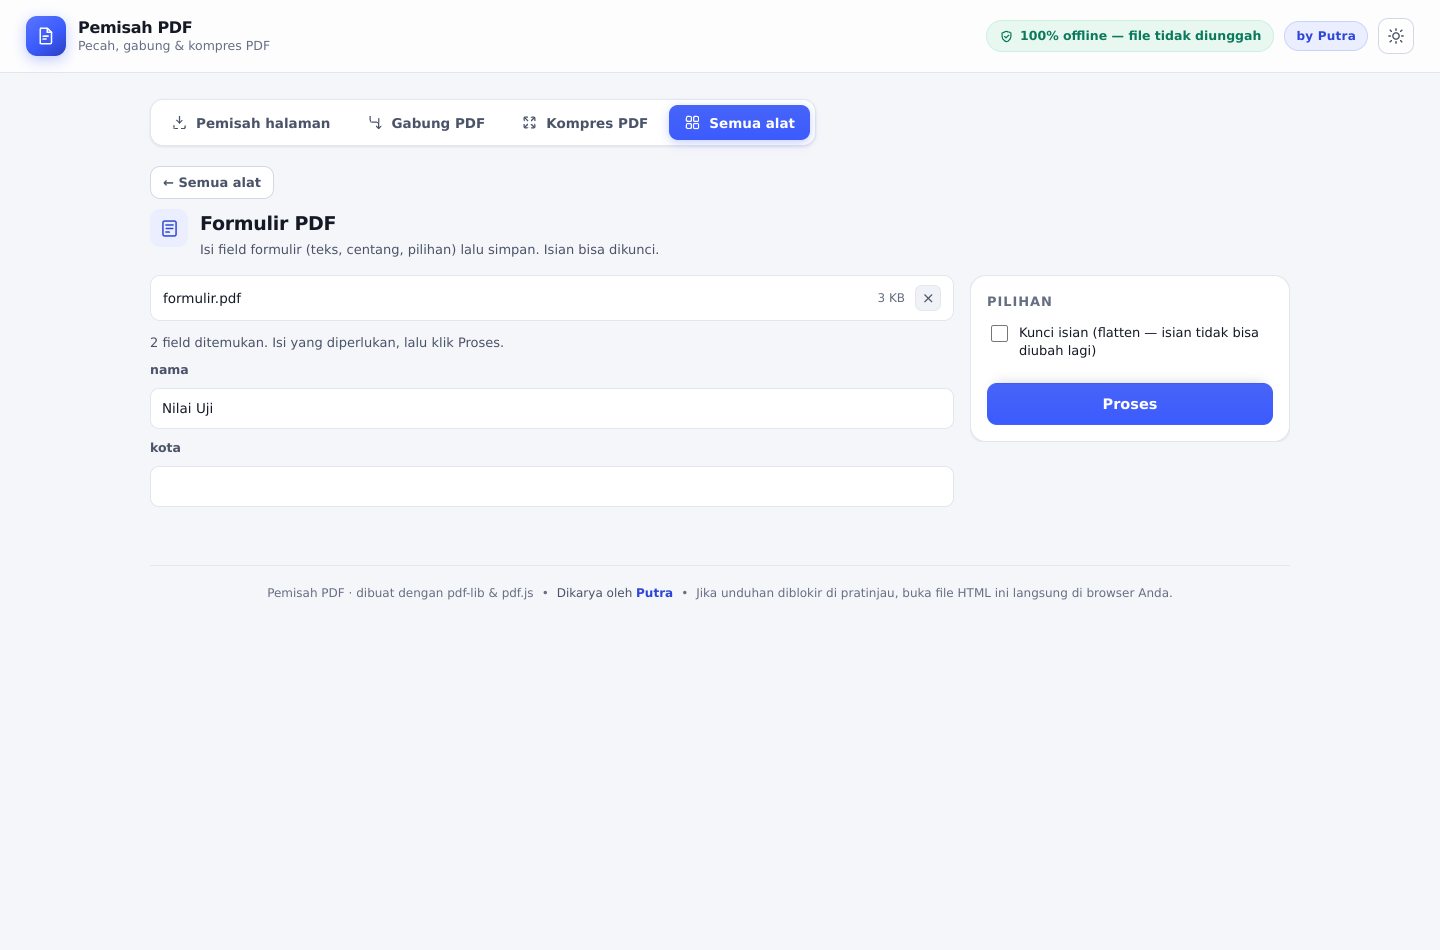 Pemisah PDF
Pecah, gabung & kompres PDF
100% offline — file tidak diunggah
by Putra
Pemisah halaman
Gabung PDF
Kompres PDF
Semua alat
← Semua alat
Formulir PDF
Isi field formulir (teks, centang, pilihan) lalu simpan. Isian bisa dikunci.
formulir.pdf
3 KB
2 field ditemukan. Isi yang diperlukan, lalu klik Proses.
nama
Nilai Uji
kota
PILIHAN
Kunci isian (flatten — isian tidak bisa
diubah lagi)
Proses
Pemisah PDF · dibuat dengan pdf-lib & pdf.js • Dikarya oleh Putra • Jika unduhan diblokir di pratinjau, buka file HTML ini langsung di browser Anda.